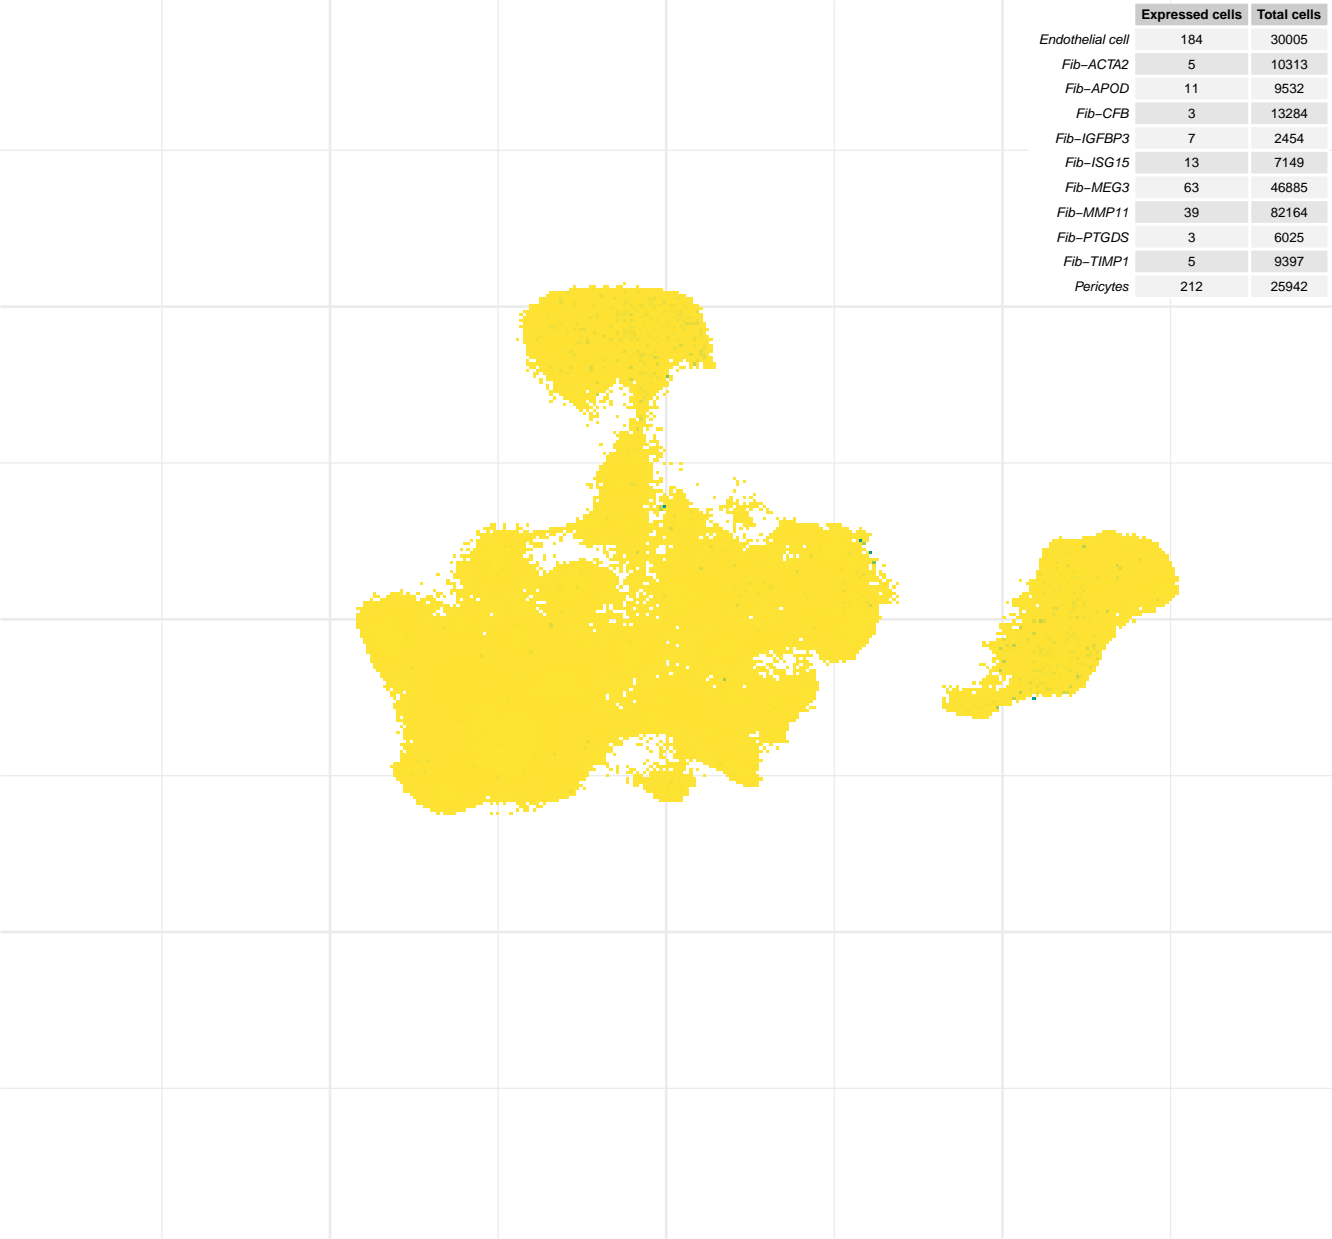 Expressed cells Total cells
Endothelial cell 184 30005
Fib−ACTA2 5 10313
Fib−APOD 11 9532
Fib−CFB 3 13284
Fib−IGFBP3 7 2454
Fib−ISG15 13 7149
Fib−MEG3 63 46885
Fib−MMP11 39 82164
Fib−PTGDS 3 6025
Fib−TIMP1 5 9397
Pericytes 212 25942